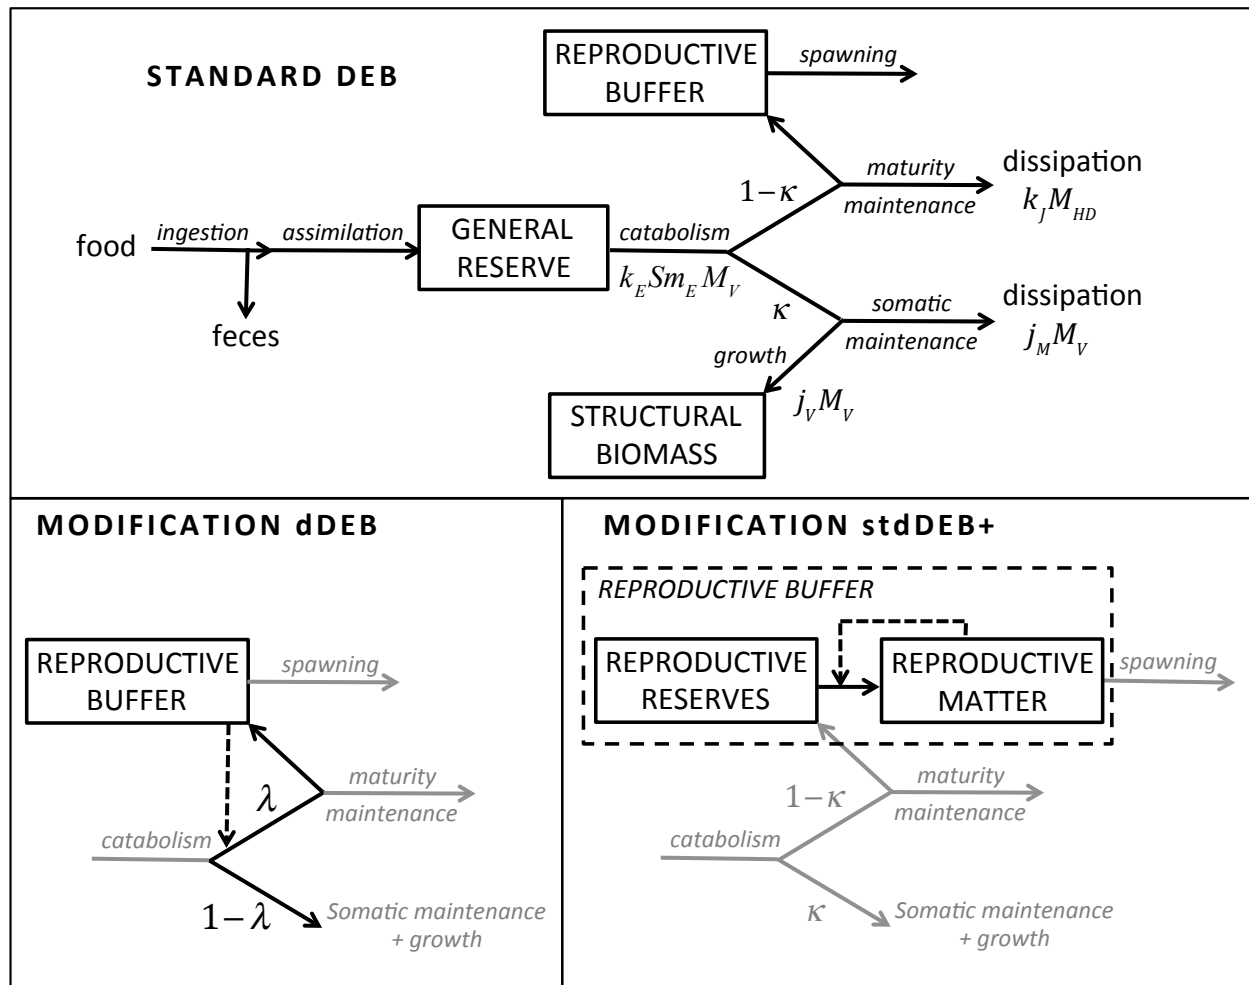 STANDARD DEB
REPRODUCTIVE
BUFFER
spawning
maturity
maintenance
dissipation
k_J M_{HD}
1−κ
food
ingestion
assimilation
GENERAL
RESERVE
catabolism
k_E Sm_E M_V
feces
κ
somatic
maintenance
dissipation
j_M M_V
growth
j_V M_V
STRUCTURAL
BIOMASS
MODIFICATION dDEB
REPRODUCTIVE
BUFFER
spawning
λ
maturity
maintenance
catabolism
1−λ
Somatic maintenance
+ growth
MODIFICATION stdDEB+
REPRODUCTIVE BUFFER
REPRODUCTIVE
RESERVES
REPRODUCTIVE
MATTER
spawning
1−κ
maturity
maintenance
catabolism
κ
Somatic maintenance
+ growth